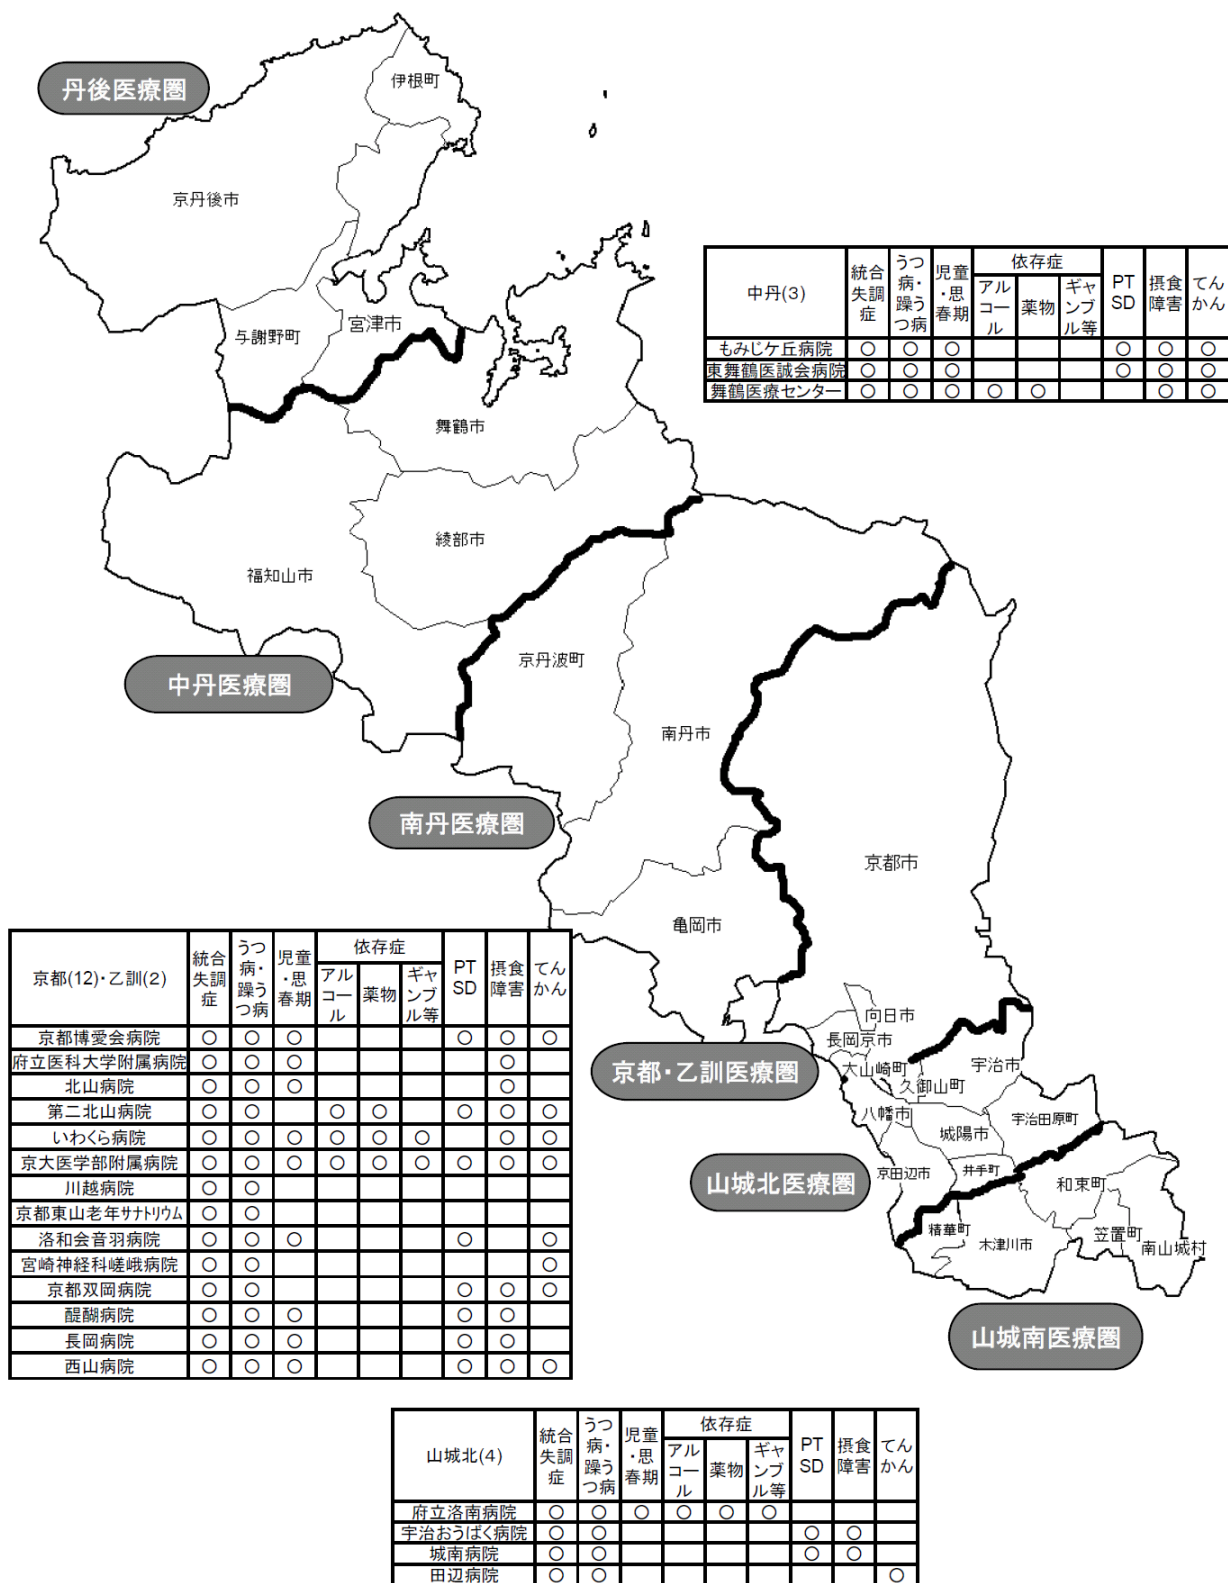 丹後医療圏
伊根町
京丹後市
与謝野町
宮津市
中丹(3) 統合失調症 うつ病・躁うつ病 児童・思春期 依存症 アルコール 薬物 ギャンブル等 PTSD 摂食障害 てんかん
もみじケ丘病院 ○ ○ ○ ○ ○ ○
東舞鶴医誠会病院 ○ ○ ○ ○ ○ ○
舞鶴医療センター ○ ○ ○ ○ ○ ○ ○
舞鶴市
綾部市
福知山市
中丹医療圏
京丹波町
南丹市
南丹医療圏
京都市
亀岡市
京都(12)・乙訓(2) 統合失調症 うつ病・躁うつ病 児童・思春期 依存症 アルコール 薬物 ギャンブル等 PTSD 摂食障害 てんかん
京都博愛会病院 ○ ○ ○ ○ ○ ○
府立医科大学附属病院 ○ ○ ○ ○
北山病院 ○ ○ ○ ○
第二北山病院 ○ ○ ○ ○ ○ ○ ○
いわくら病院 ○ ○ ○ ○ ○ ○ ○ ○
京大医学部附属病院 ○ ○ ○ ○ ○ ○ ○ ○ ○
川越病院 ○ ○
京都東山老年サナトリウム ○ ○
洛和会音羽病院 ○ ○ ○ ○ ○
宮崎神経科嵯峨病院 ○ ○ ○
京都双岡病院 ○ ○ ○ ○ ○
醍醐病院 ○ ○ ○ ○ ○
長岡病院 ○ ○ ○ ○ ○
西山病院 ○ ○ ○ ○ ○ ○
向日市
長岡京市
大山崎町
京都・乙訓医療圏
宇治市
久御山町
八幡市
城陽市
宇治田原町
京田辺市
井手町
山城北医療圏
和束町
精華町
木津川市
笠置町
南山城村
山城南医療圏
山城北(4) 統合失調症 うつ病・躁うつ病 児童・思春期 依存症 アルコール 薬物 ギャンブル等 PTSD 摂食障害 てんかん
府立洛南病院 ○ ○ ○ ○ ○ ○
宇治おうばく病院 ○ ○ ○ ○
城南病院 ○ ○ ○ ○
田辺病院 ○ ○ ○